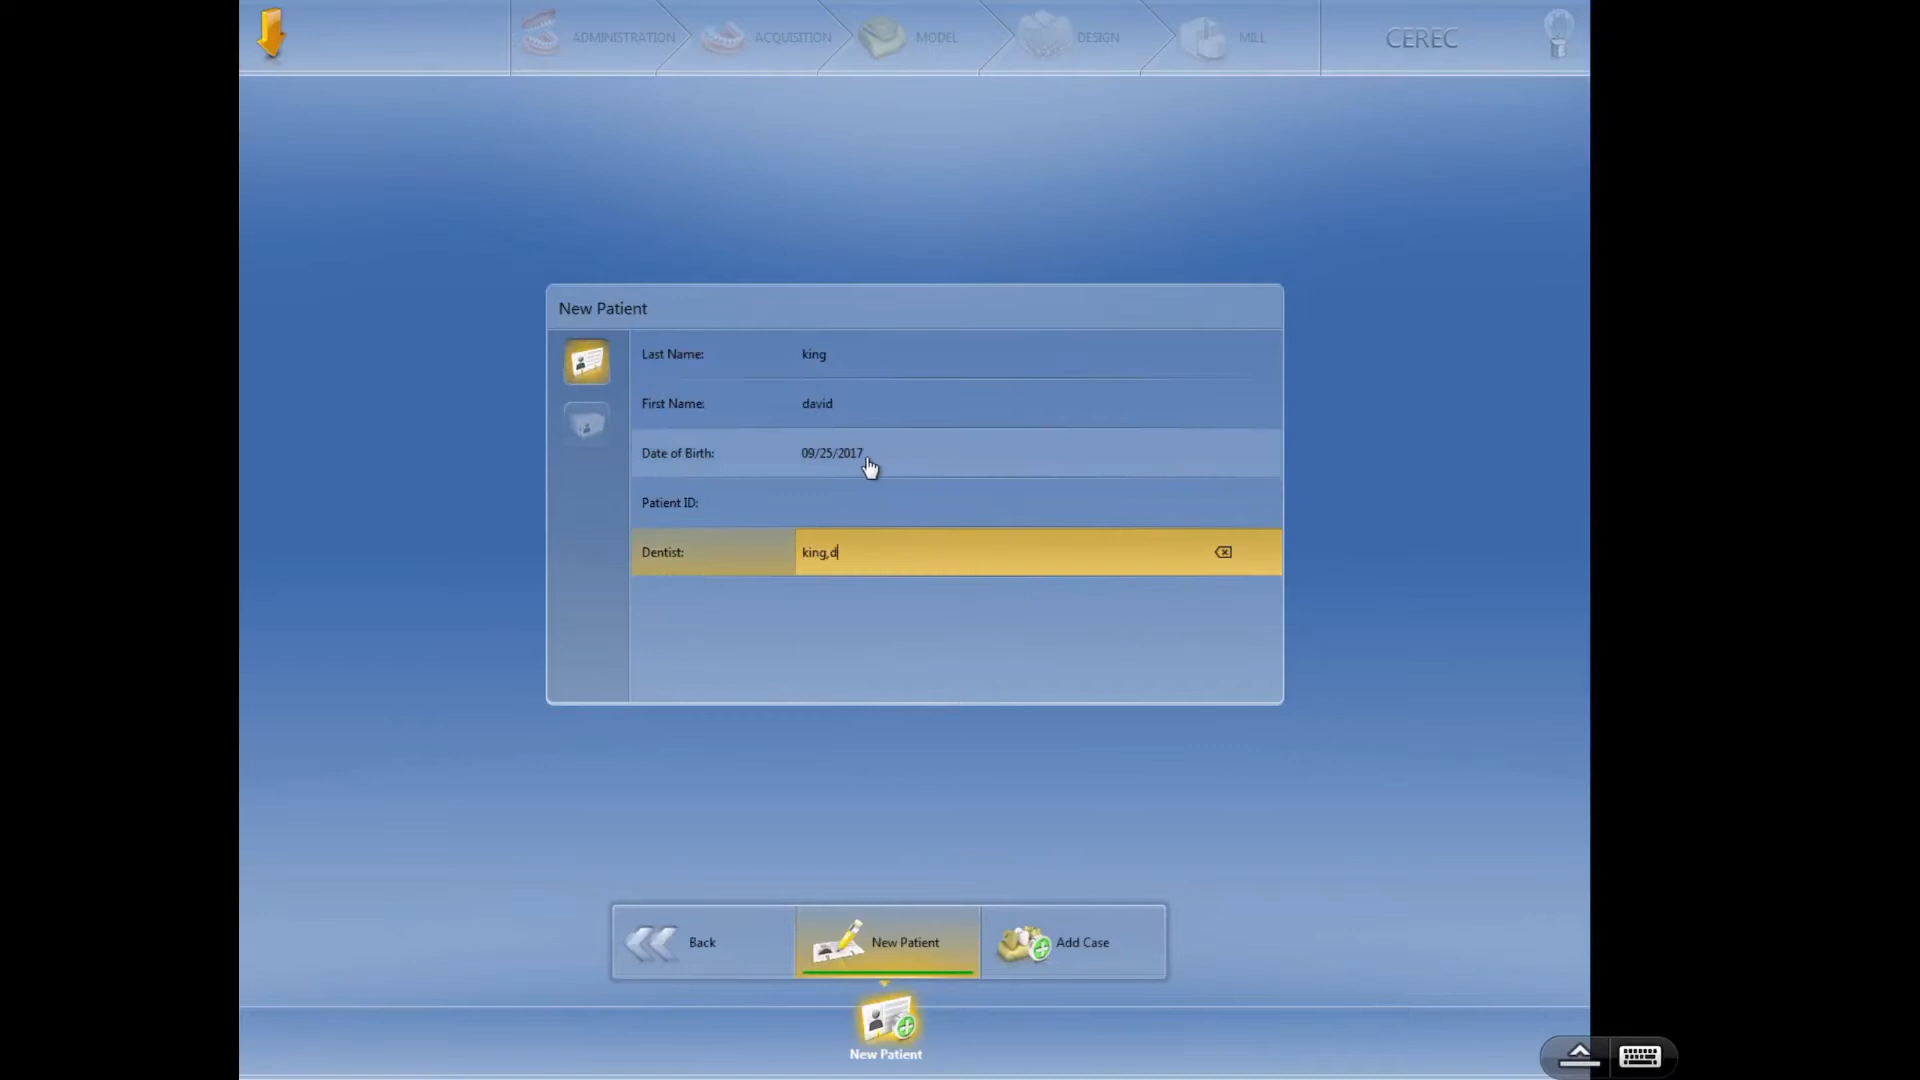 ADMINISTRATION
ACQUISITION
MODEL
DESIGN
MILL
CEREC
New Patient
Last Name: king
First Name: david
Date of Birth: 09/25/2017
Patient ID:
Dentist: king,d
Back
New Patient
Add Case
New Patient